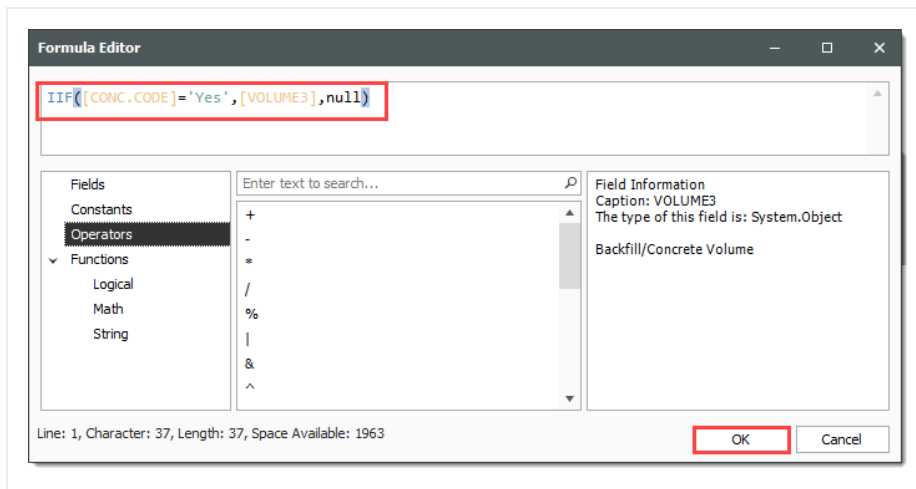 Formula Editor
IIF([CONC.CODE]='Yes',[VOLUME3],null)
Fields
Constants
Operators
Functions
Logical
Math
String
Enter text to search...
+
-
*
/
%
|
&
^
Field Information
Caption: VOLUME3
The type of this field is: System.Object
Backfill/Concrete Volume
Line: 1, Character: 37, Length: 37, Space Available: 1963
OK
Cancel